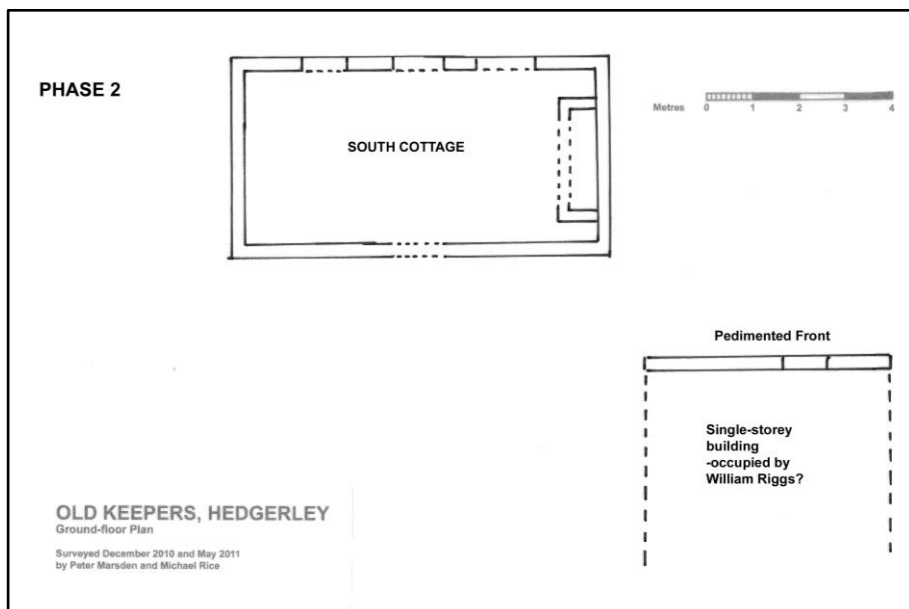 PHASE 2
SOUTH COTTAGE
Metres 0 1 2 3 4
Pedimented Front
Single-storey
building
-occupied by
William Riggs?
OLD KEEPERS, HEDGERLEY
Ground-floor Plan
Surveyed December 2010 and May 2011
by Peter Marsden and Michael Rice